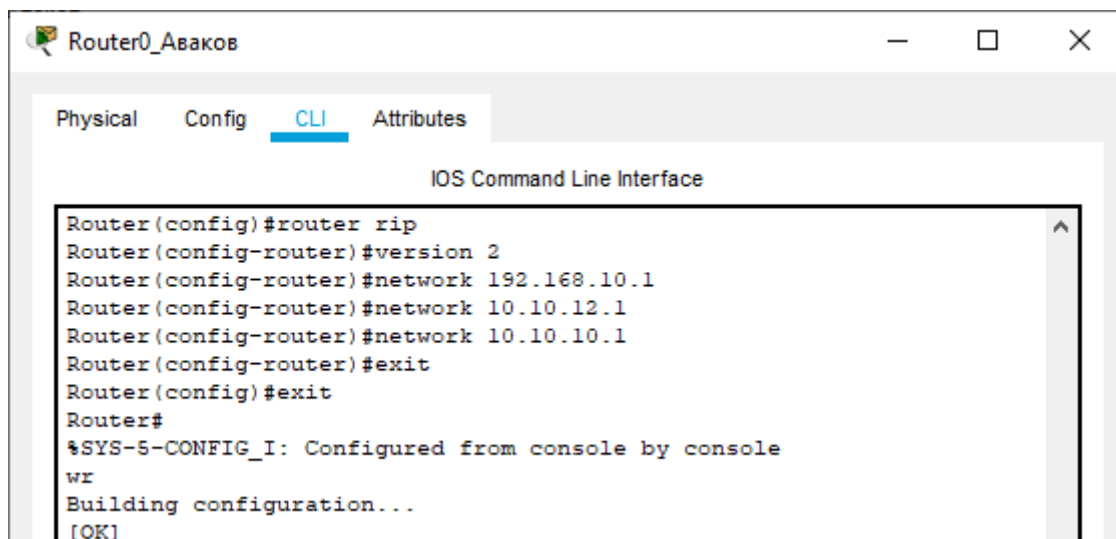 Router0_Аваков
Physical Config CLI Attributes
IOS Command Line Interface
Router(config)#router rip
Router(config-router)#version 2
Router(config-router)#network 192.168.10.1
Router(config-router)#network 10.10.12.1
Router(config-router)#network 10.10.10.1
Router(config-router)#exit
Router(config)#exit
Router#
%SYS-5-CONFIG_I: Configured from console by console
wr
Building configuration...
[OK]